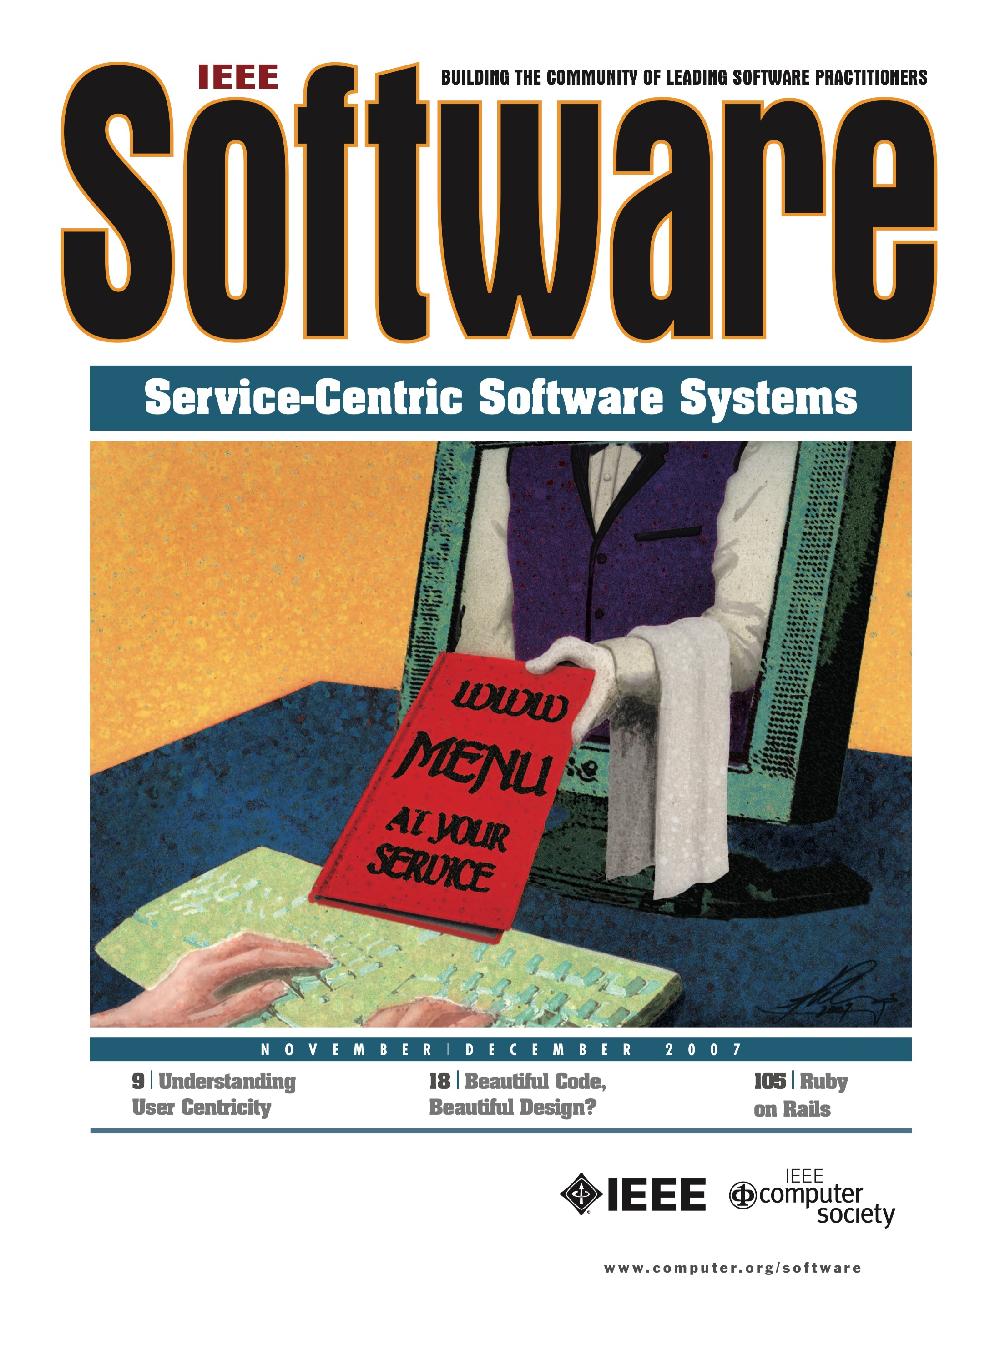 IEEE
BUILDING THE COMMUNITY OF LEADING SOFTWARE PRACTITIONERS
Software
Service-Centric Software Systems
WWW
MENU
AT YOUR
SERVICE
NOVEMBER | DECEMBER 2007
9 | Understanding
User Centricity
18 | Beautiful Code,
Beautiful Design?
105 | Ruby
on Rails
IEEE
IEEE
computer
society
www.computer.org/software